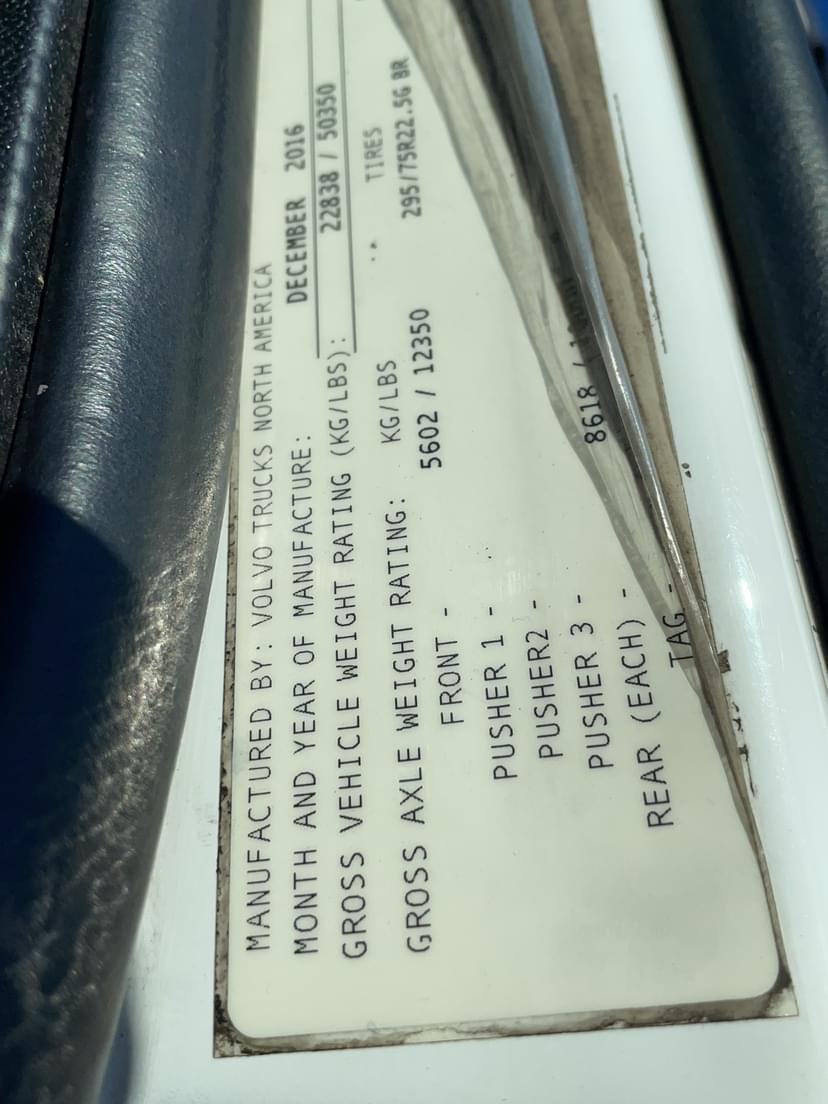 MANUFACTURED BY: VOLVO TRUCKS NORTH AMERICA
MONTH AND YEAR OF MANUFACTURE: DECEMBER 2016
GROSS VEHICLE WEIGHT RATING (KG/LBS): 22838 / 50350
GROSS AXLE WEIGHT RATING: KG/LBS TIRES
FRONT - 5602 / 12350 295/75R22.5G BR
PUSHER 1 -
PUSHER2 -
PUSHER 3 -
REAR (EACH) - 8618 /
TAG -